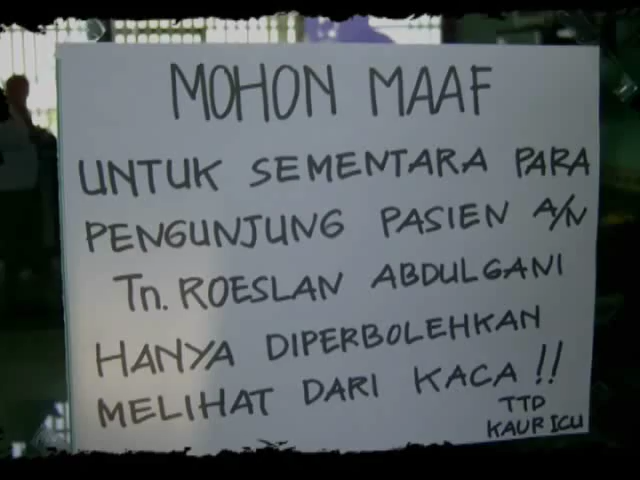 MOHON MAAF
UNTUK SEMENTARA PARA
PENGUNJUNG PASIEN A/N
Tn. ROESLAN ABDULGANI
HANYA DIPERBOLEHKAN
MELIHAT DARI KACA !!
TTD
KAUR ICU